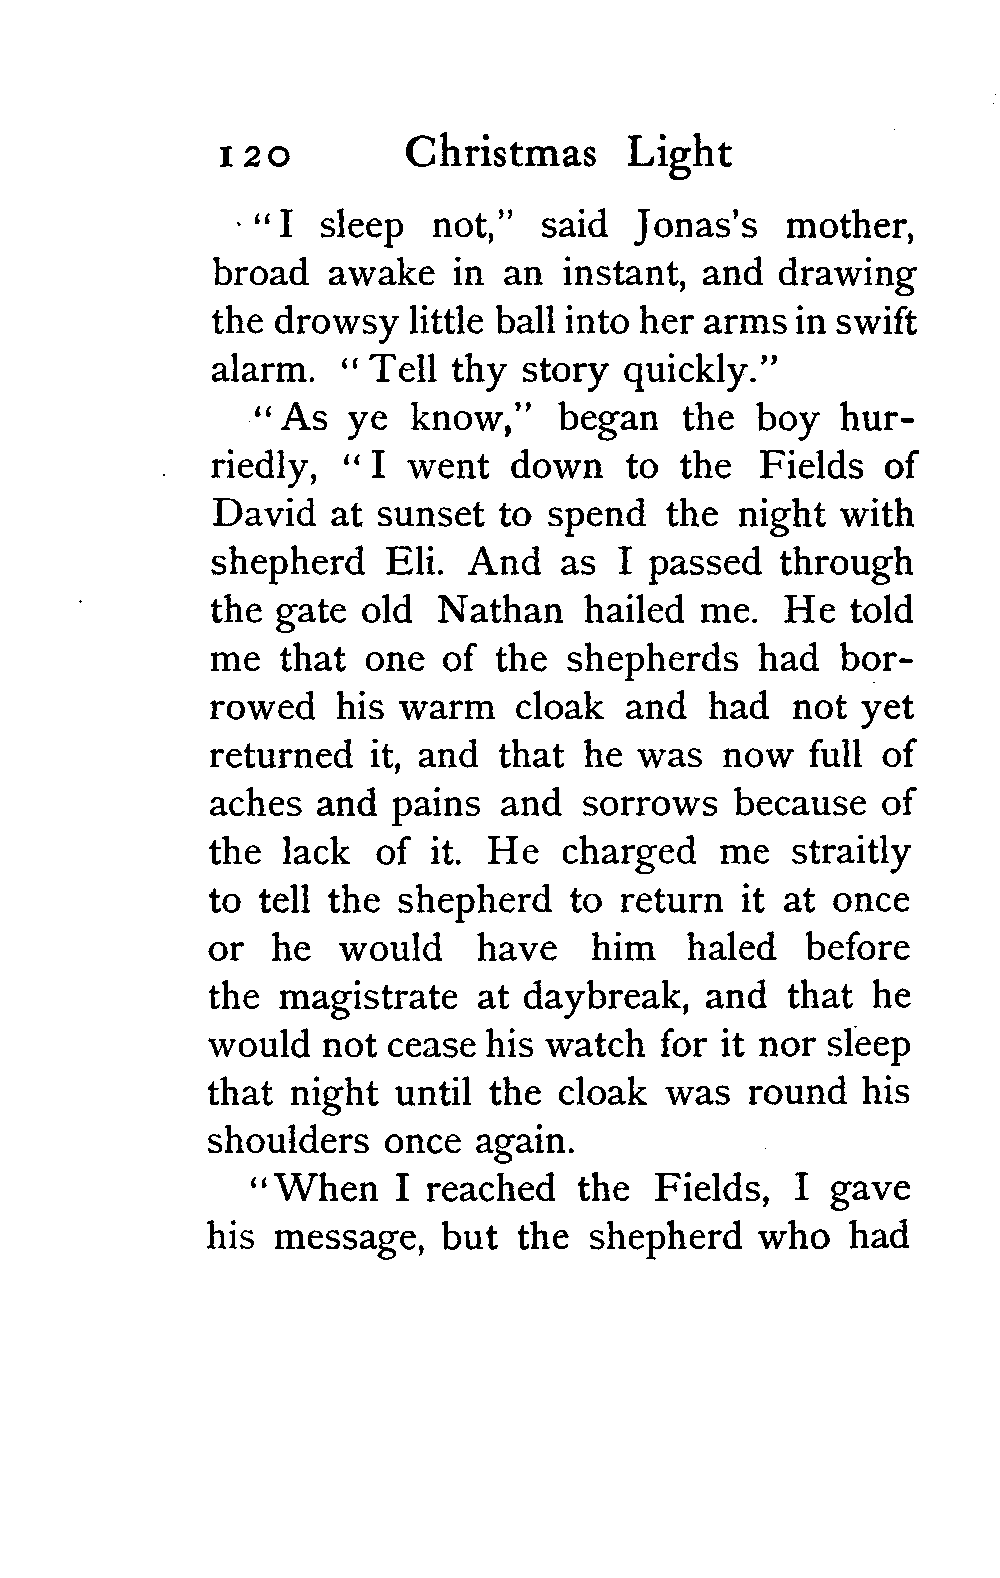 120 Christmas Light
"I sleep not," said Jonas's mother,
broad awake in an instant, and drawing
the drowsy little ball into her arms in swift
alarm. "Tell thy story quickly."
"As ye know," began the boy hur-
riedly, "I went down to the Fields of
David at sunset to spend the night with
shepherd Eli. And as I passed through
the gate old Nathan hailed me. He told
me that one of the shepherds had bor-
rowed his warm cloak and had not yet
returned it, and that he was now full of
aches and pains and sorrows because of
the lack of it. He charged me straitly
to tell the shepherd to return it at once
or he would have him haled before
the magistrate at daybreak, and that he
would not cease his watch for it nor sleep
that night until the cloak was round his
shoulders once again.
"When I reached the Fields, I gave
his message, but the shepherd who had